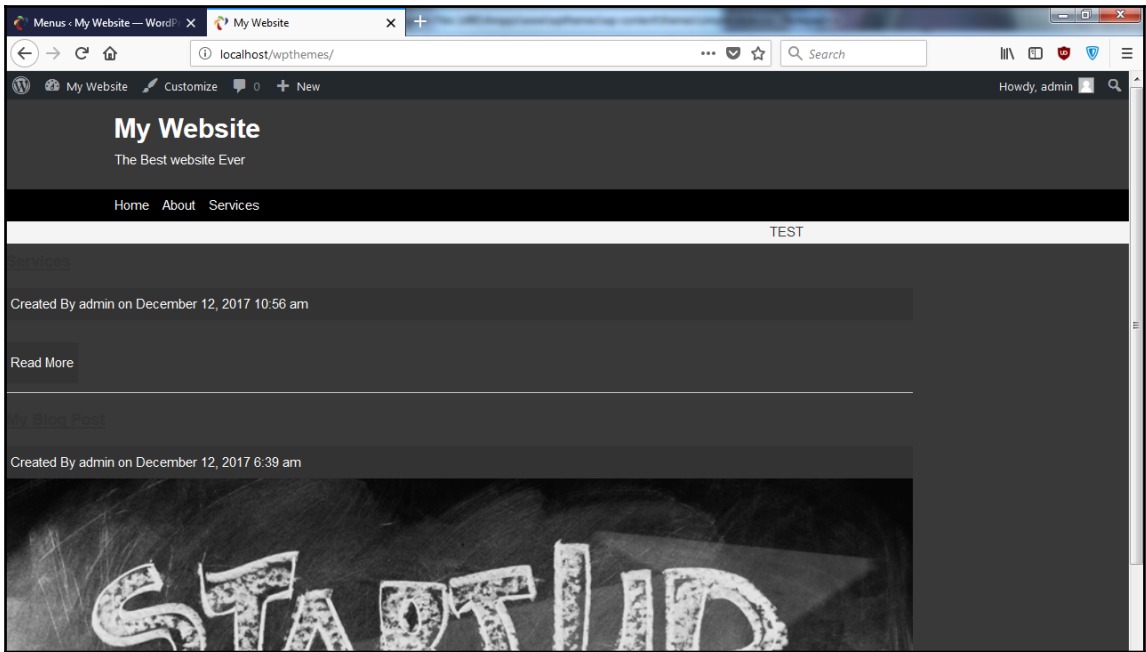 Menus ‹ My Website — WordP
My Website
localhost/wpthemes/
Search
My Website Customize 0 New
Howdy, admin
My Website
The Best website Ever
Home About Services
TEST
Services
Created By admin on December 12, 2017 10:56 am
Read More
My Blog Post
Created By admin on December 12, 2017 6:39 am
STARTUP